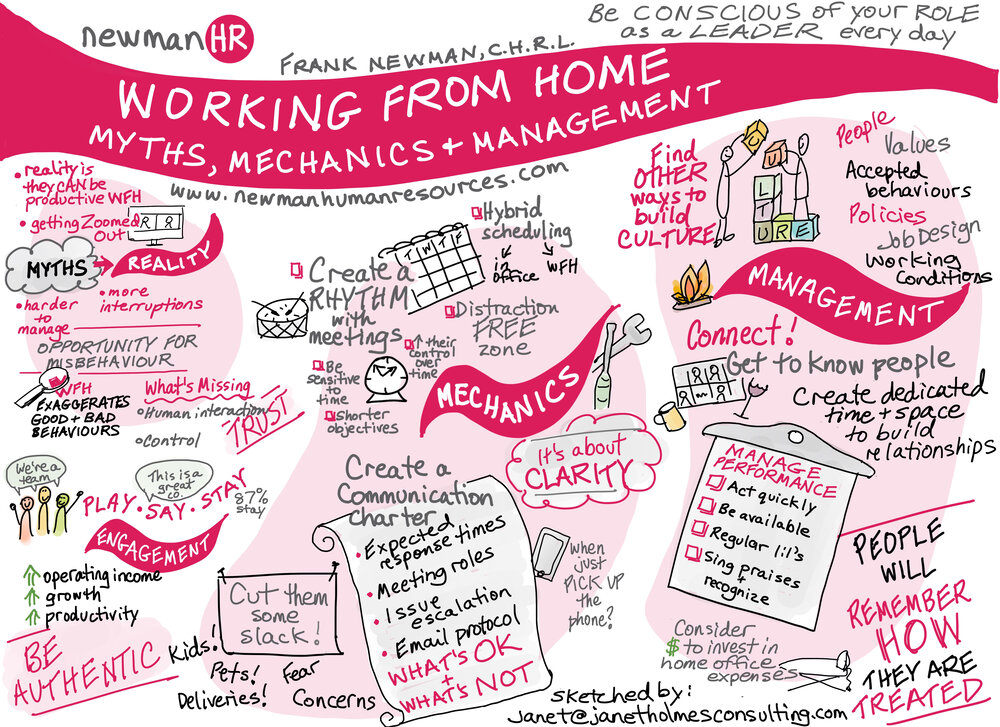 newmanHR
Be CONSCIOUS of your ROLE
as a LEADER every day
FRANK NEWMAN, C.H.R.L.
WORKING FROM HOME
MYTHS, MECHANICS + MANAGEMENT
www.newmanhumanresources.com
• reality is
they CAN be
productive WFH
• getting Zoomed
OUT
MYTHS
REALITY
• harder
to
manage
• more
interruptions
OPPORTUNITY FOR
MISBEHAVIOUR
WFH
EXAGGERATES
GOOD + BAD
BEHAVIOURS
What's Missing
• Human interaction
• Control
TRUST
We're a
team
This is a
great
co.
PLAY • SAY • STAY
87%
stay
ENGAGEMENT
operating income
growth
productivity
BE
AUTHENTIC
Cut them
some
slack!
Kids!
Pets!
Deliveries!
Fear
Concerns
Hybrid
scheduling
in
office
WFH
T W T F
Create a
RHYTHM
with
meetings
Distraction
FREE
zone
Be
sensitive
to
time
↑ their
control
over
time
Shorter
objectives
MECHANICS
It's about
CLARITY
Create a
Communication
charter
• Expected
response times
• Meeting roles
• Issue
escalation
• Email protocol
WHAT'S OK
+
WHAT'S NOT
when
just
PICK UP
the
phone?
Find
OTHER
ways to
build
CULTURE
C
U
L
T
U R E
People
Values
Accepted
behaviours
Policies
Job Design
Working
Conditions
MANAGEMENT
Connect!
Get to know people
Create dedicated
time + space
to build
relationships
MANAGE
PERFORMANCE
Act quickly
Be available
Regular 1:1's
Sing praises
+
recognize
Consider
$ to invest in
home office
expenses
PEOPLE
WILL
REMEMBER
HOW
THEY ARE
TREATED
sketched by:
janet@janetholmesconsulting.com